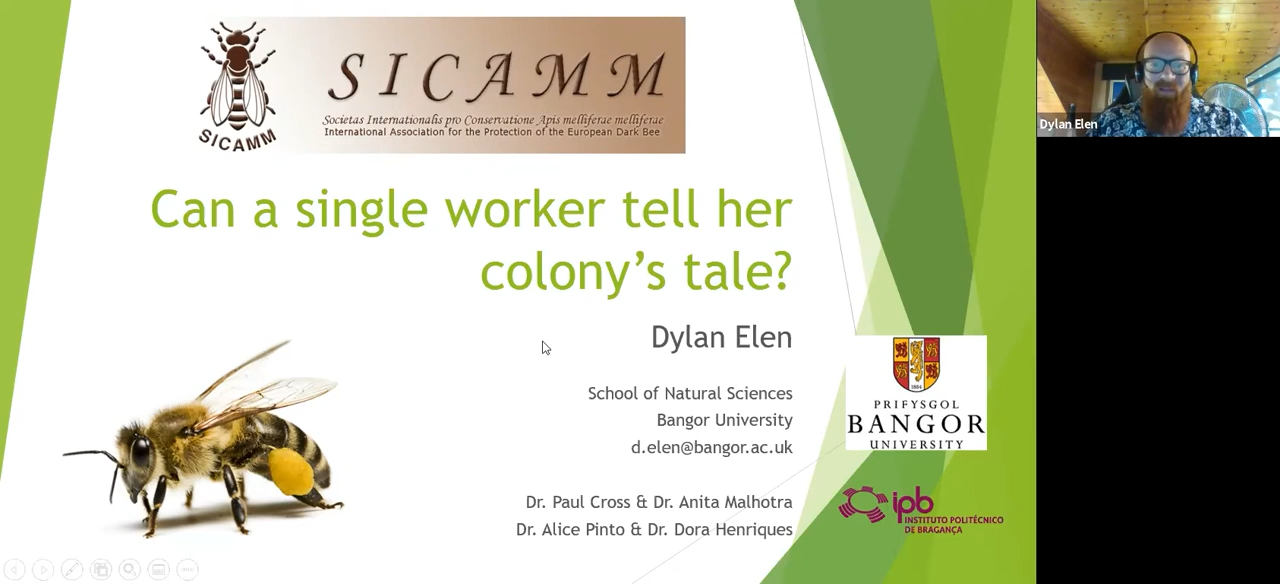 SICAMM
SICAMM
Societas Internationalis pro Conservatione Apis melliferae melliferae
International Association for the Protection of the European Dark Bee
Can a single worker tell her
colony's tale?
Dylan Elen
School of Natural Sciences
Bangor University
d.elen@bangor.ac.uk
Dr. Paul Cross & Dr. Anita Malhotra
Dr. Alice Pinto & Dr. Dora Henriques
1884
PRIFYSGOL
BANGOR
UNIVERSITY
ipb
INSTITUTO POLITÉCNICO
DE BRAGANÇA
Dylan Elen